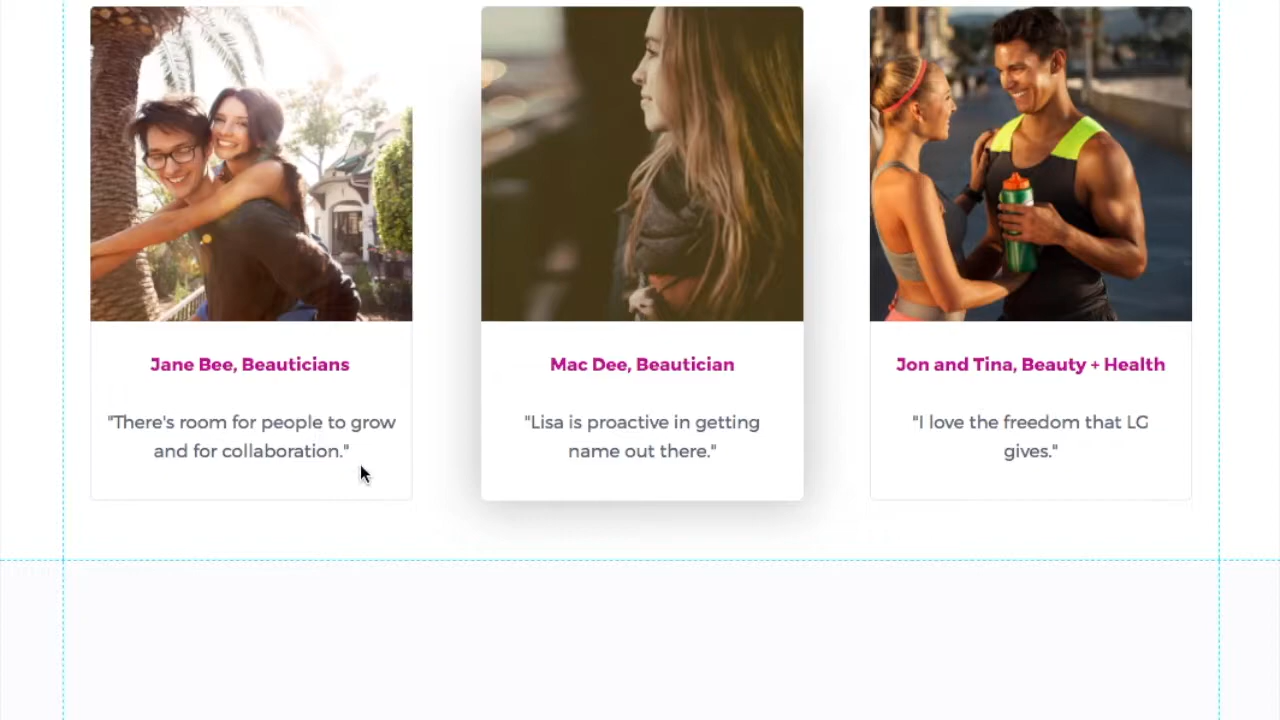 Jane Bee, Beauticians
"There's room for people to grow
and for collaboration."
Mac Dee, Beautician
"Lisa is proactive in getting
name out there."
Jon and Tina, Beauty + Health
"I love the freedom that LG
gives."